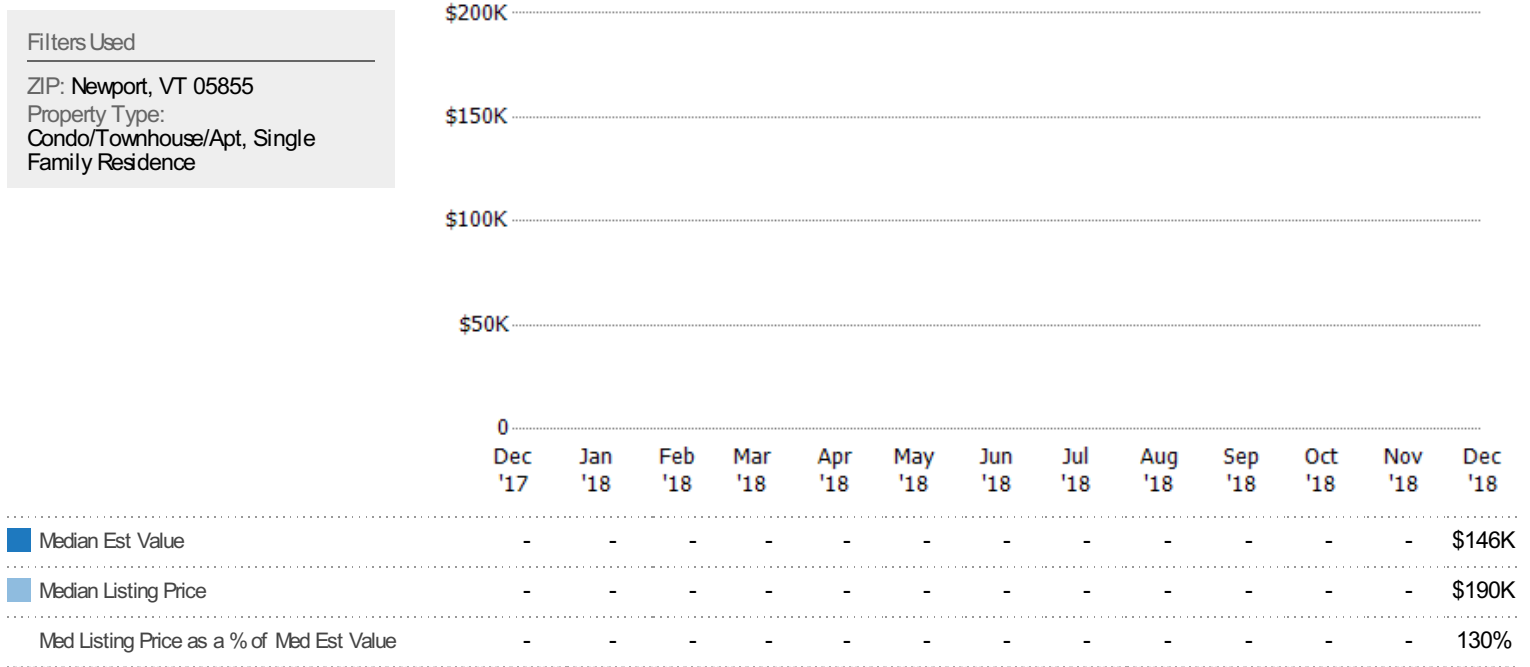 Filters Used
ZIP: Newport, VT 05855
Property Type:
Condo/Townhouse/Apt, Single
Family Residence
$200K
$150K
$100K
$50K
0
Dec Jan Feb Mar Apr May Jun Jul Aug Sep Oct Nov Dec
'17 '18 '18 '18 '18 '18 '18 '18 '18 '18 '18 '18 '18
Median Est Value - - - - - - - - - - - - $146K
Median Listing Price - - - - - - - - - - - - $190K
Med Listing Price as a % of Med Est Value - - - - - - - - - - - - 130%